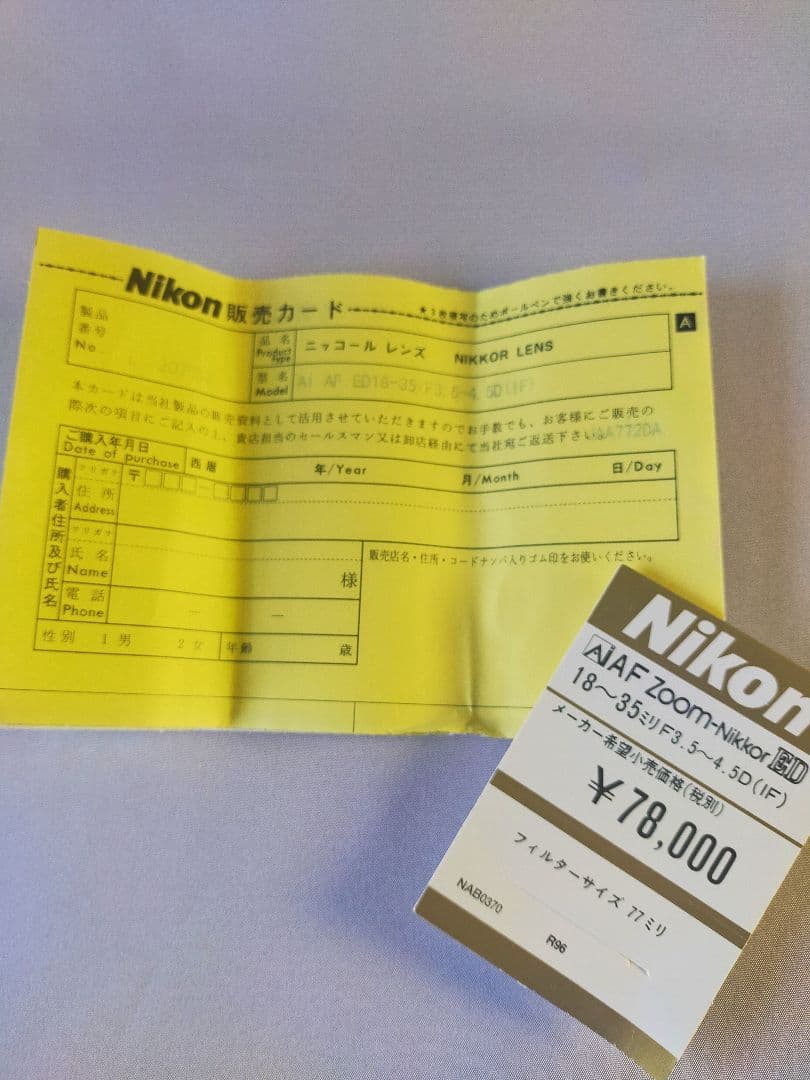 Nikon 販売カード
★3枚複写のためボールペンで強くお書きください。
A
製品
番号
No.
品名
Product type
ニッコール レンズ NIKKOR LENS
型名
Model
Ai AF ED18-35/F3.5-4.5D(IF)
本カードは当社製品の販売資料として活用させていただきますのでお手数でも、お客様にご販売の
際次の項目にご記入の上、貴店担当のセールスマン又は卸店経由にて当社宛ご返送下さい。
JAA772DA
ご購入年月日
Date of purchase
西暦
年/Year
月/Month
日/Day
購入者住所及び氏名
フリガナ
住所
Address
〒
フリガナ
氏名
Name
様
電話
Phone
性別 1 男 2 女 年齢 歳
販売店名・住所・コードナンバ入りゴム印をお使いください。
Nikon
Ai AF Zoom-Nikkor ED
18〜35ミリF3.5〜4.5D(IF)
メーカー希望小売価格(税別)
¥78,000
フィルターサイズ 77ミリ
NAB0370
R96